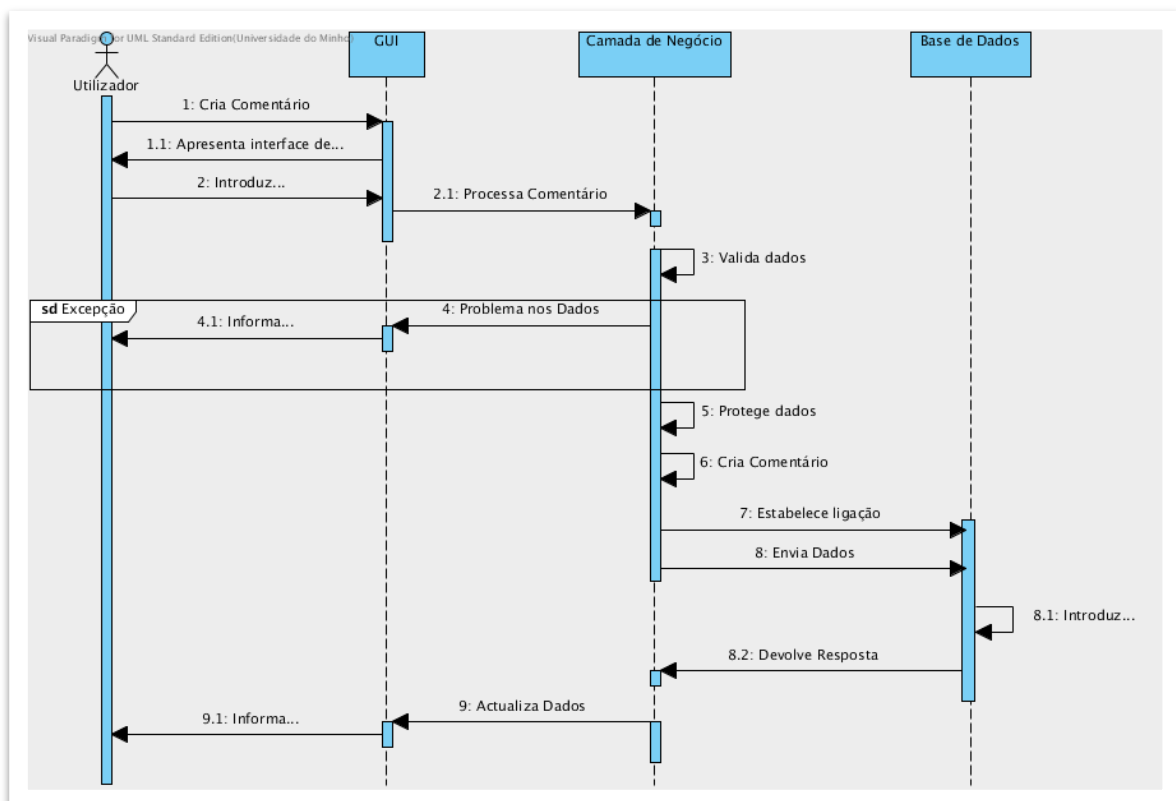 Visual Paradigm for UML Standard Edition(Universidade do Minho)
GUI
Camada de Negócio
Base de Dados
Utilizador
1: Cria Comentário
1.1: Apresenta interface de...
2: Introduz...
2.1: Processa Comentário
3: Valida dados
sd Excepção
4: Problema nos Dados
4.1: Informa...
5: Protege dados
6: Cria Comentário
7: Estabelece ligação
8: Envia Dados
8.1: Introduz...
8.2: Devolve Resposta
9: Actualiza Dados
9.1: Informa...